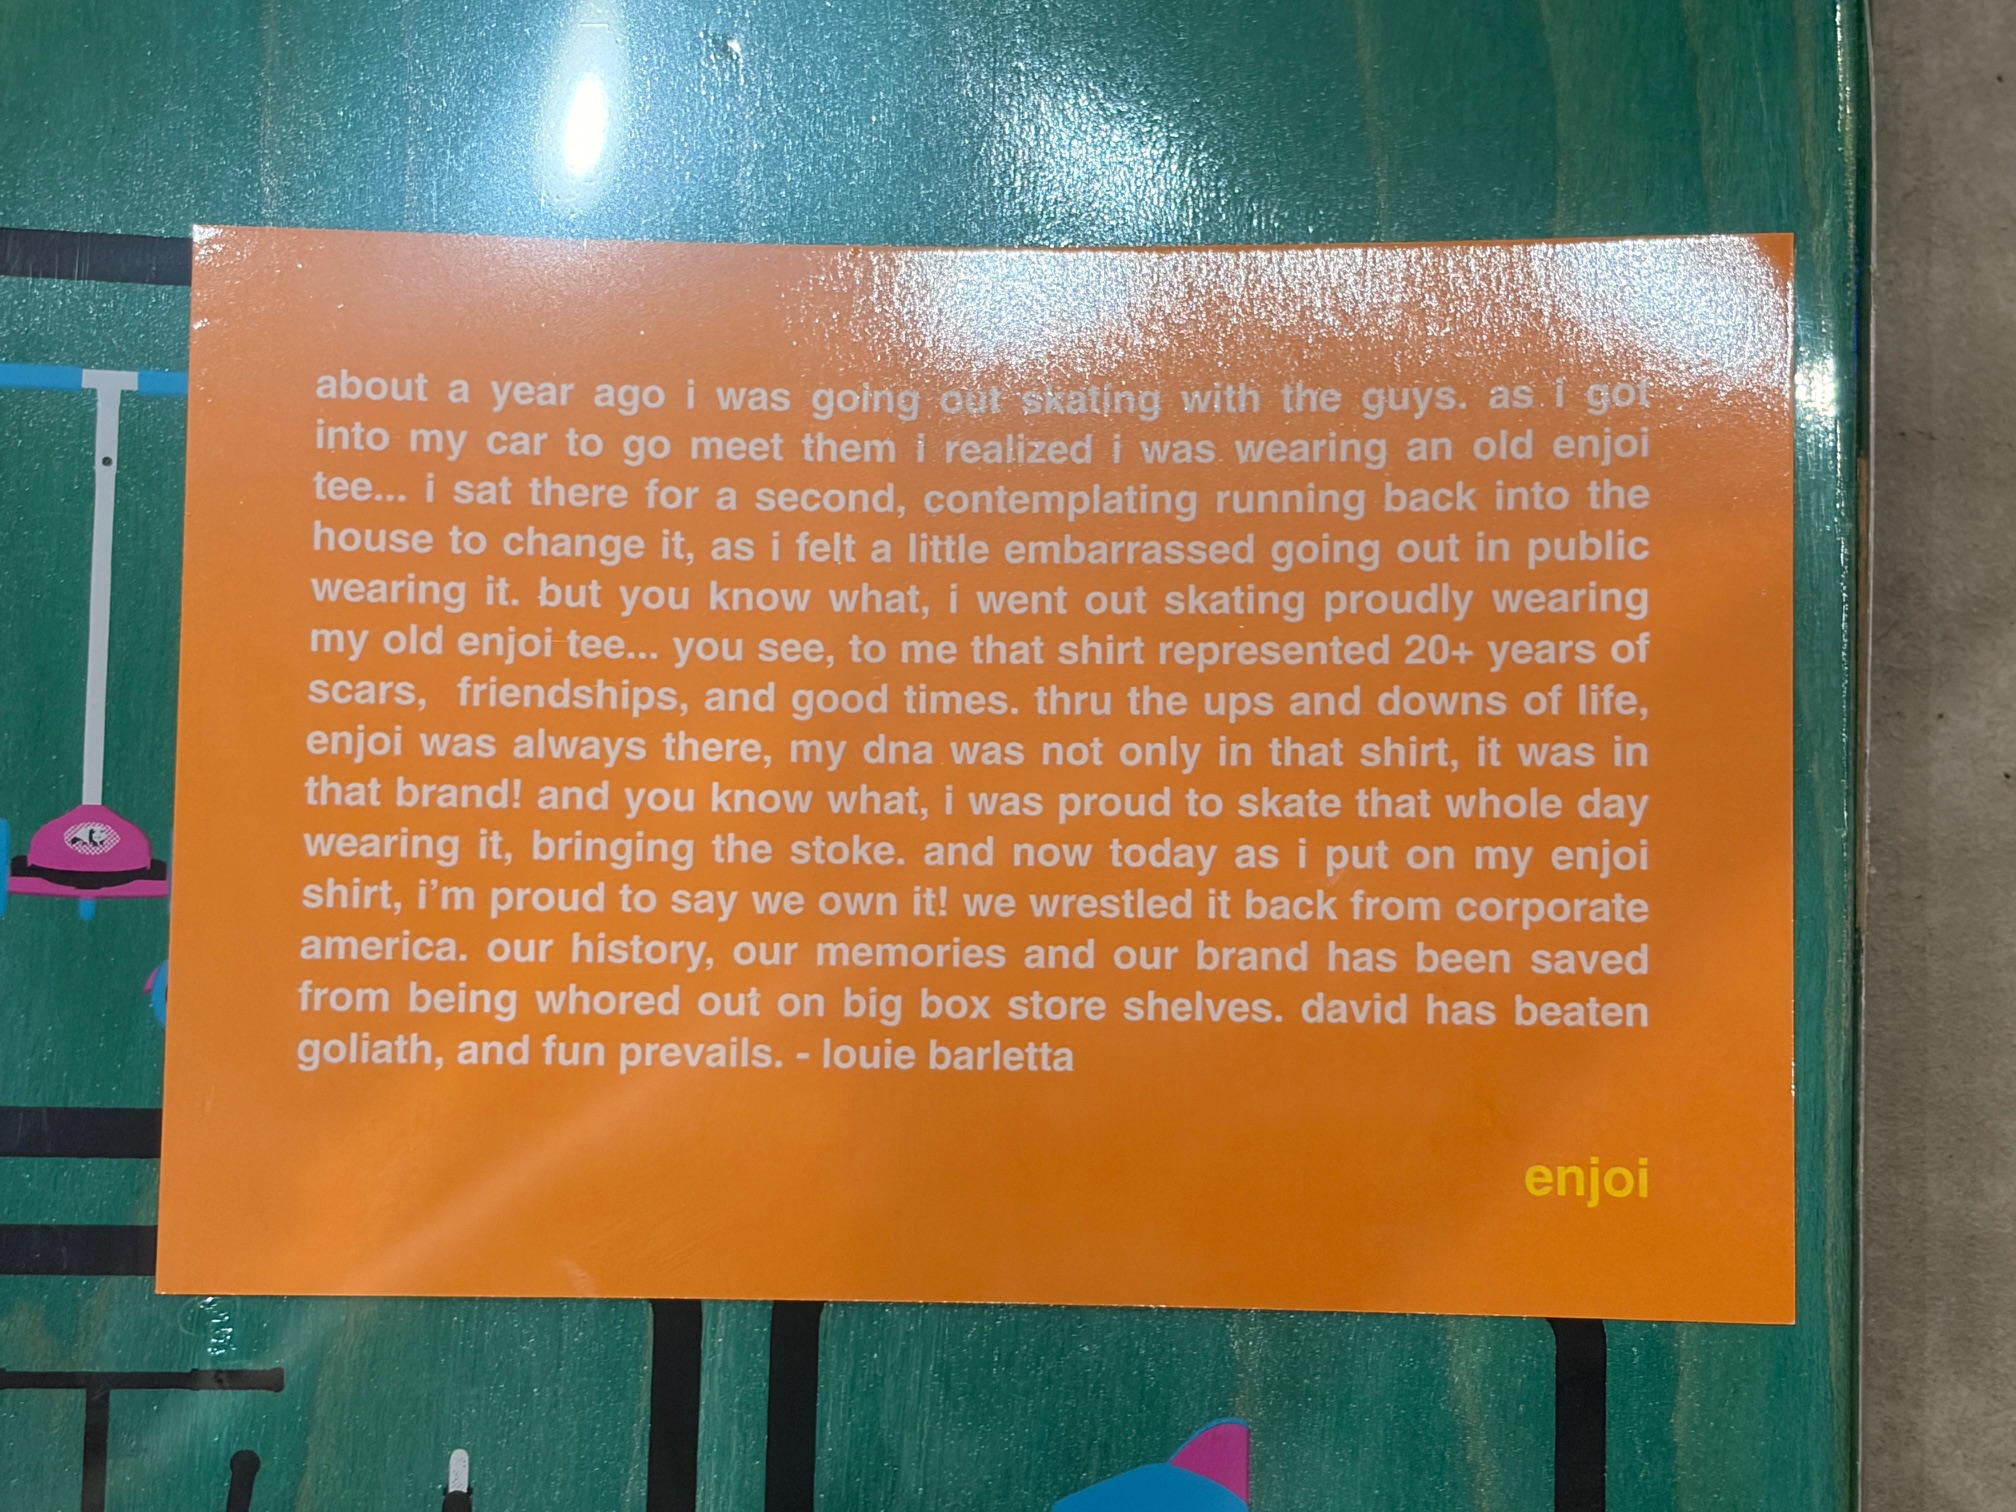 about a year ago i was going out skating with the guys. as i got
into my car to go meet them i realized i was wearing an old enjoi
tee... i sat there for a second, contemplating running back into the
house to change it, as i felt a little embarrassed going out in public
wearing it. but you know what, i went out skating proudly wearing
my old enjoi tee... you see, to me that shirt represented 20+ years of
scars, friendships, and good times. thru the ups and downs of life,
enjoi was always there, my dna was not only in that shirt, it was in
that brand! and you know what, i was proud to skate that whole day
wearing it, bringing the stoke. and now today as i put on my enjoi
shirt, i'm proud to say we own it! we wrestled it back from corporate
america. our history, our memories and our brand has been saved
from being whored out on big box store shelves. david has beaten
goliath, and fun prevails. - louie barletta
enjoi